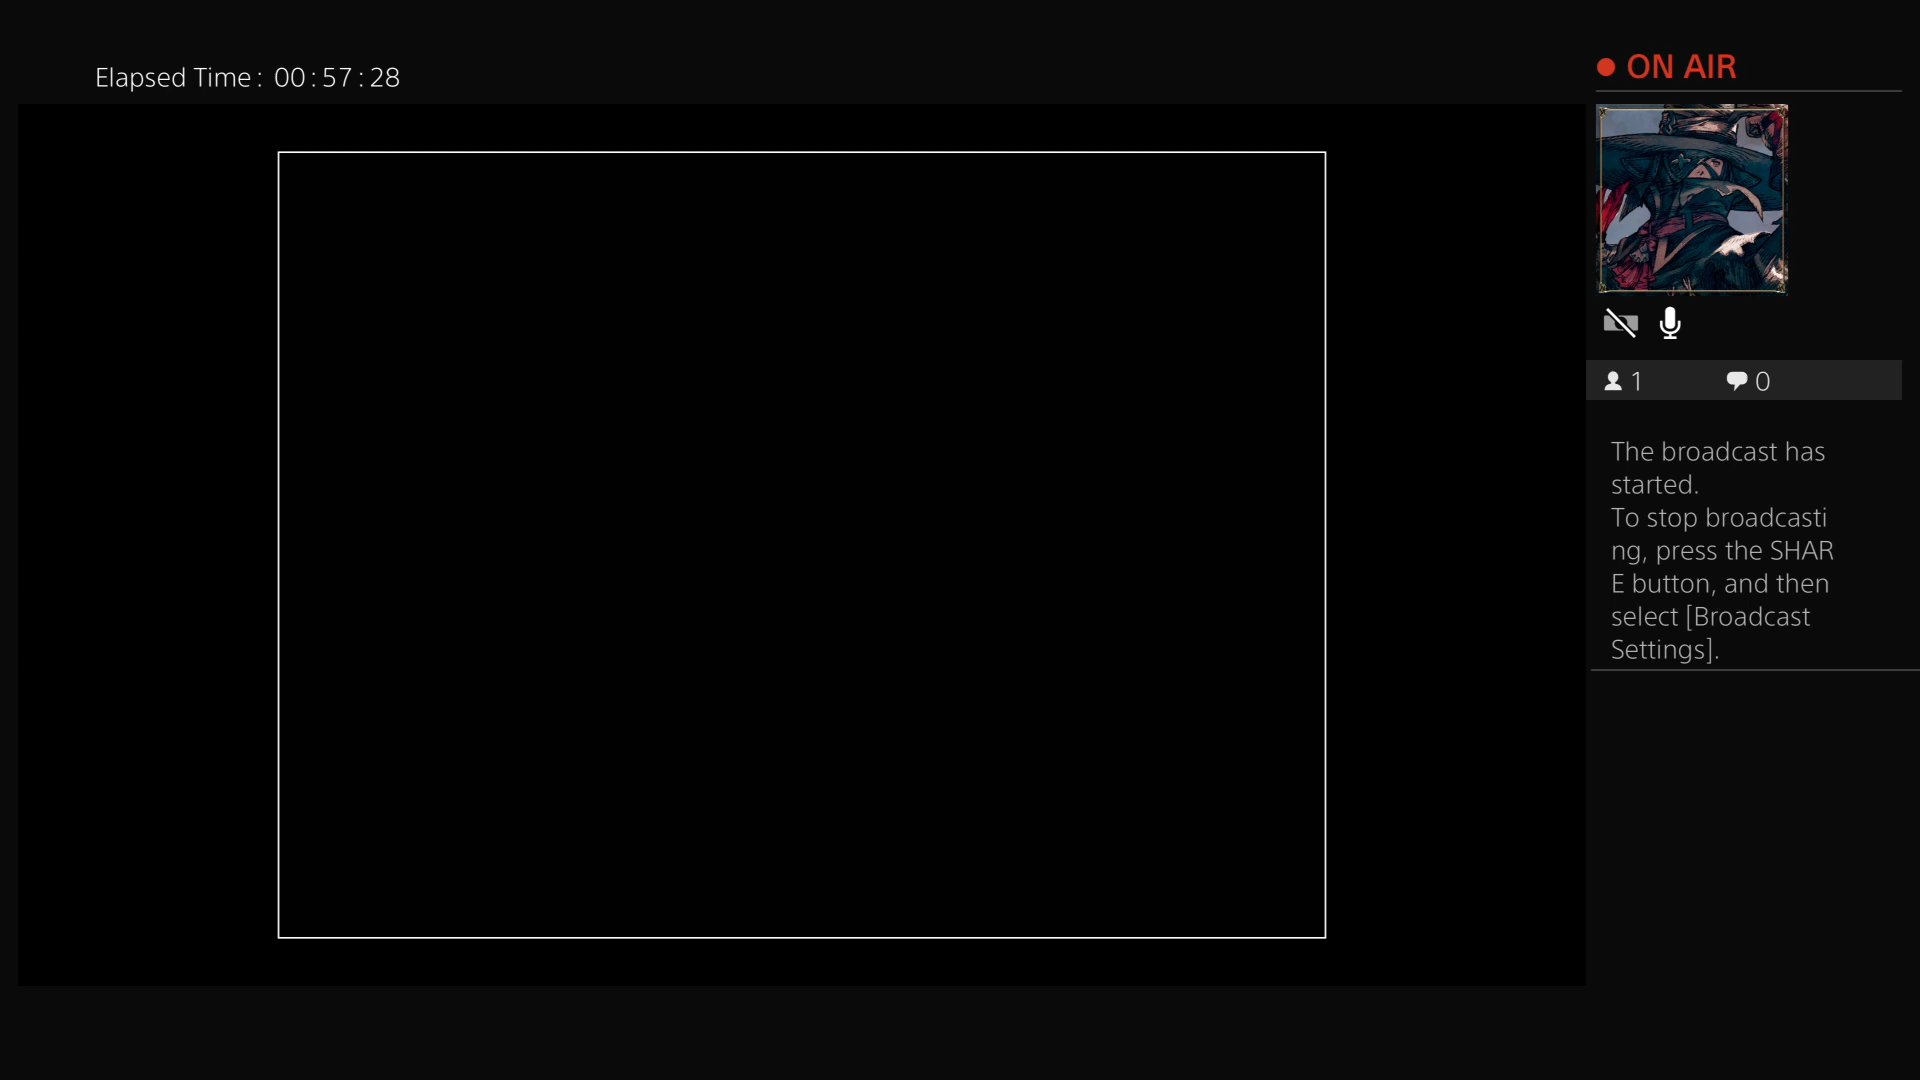 Elapsed Time: 00:57:28
ON AIR
1 0
The broadcast has
started.
To stop broadcasti
ng, press the SHAR
E button, and then
select [Broadcast
Settings].